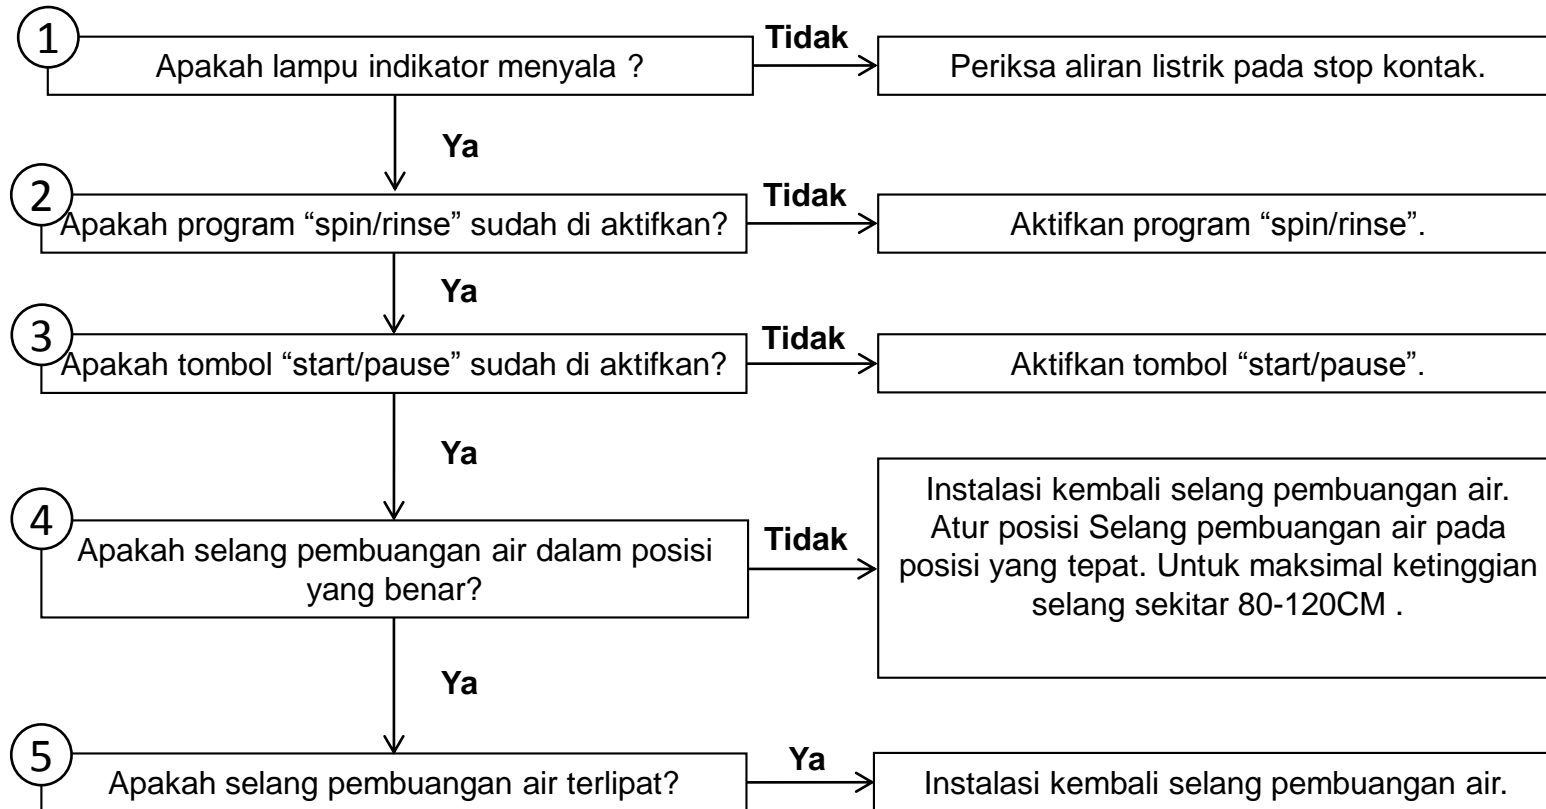 1
Apakah lampu indikator menyala ?
Tidak
Periksa aliran listrik pada stop kontak.
Ya
2
Apakah program “spin/rinse” sudah di aktifkan?
Tidak
Aktifkan program “spin/rinse”.
Ya
3
Apakah tombol “start/pause” sudah di aktifkan?
Tidak
Aktifkan tombol “start/pause”.
Ya
4
Apakah selang pembuangan air dalam posisi
yang benar?
Tidak
Instalasi kembali selang pembuangan air.
Atur posisi Selang pembuangan air pada
posisi yang tepat. Untuk maksimal ketinggian
selang sekitar 80-120CM .
Ya
5
Apakah selang pembuangan air terlipat?
Ya
Instalasi kembali selang pembuangan air.